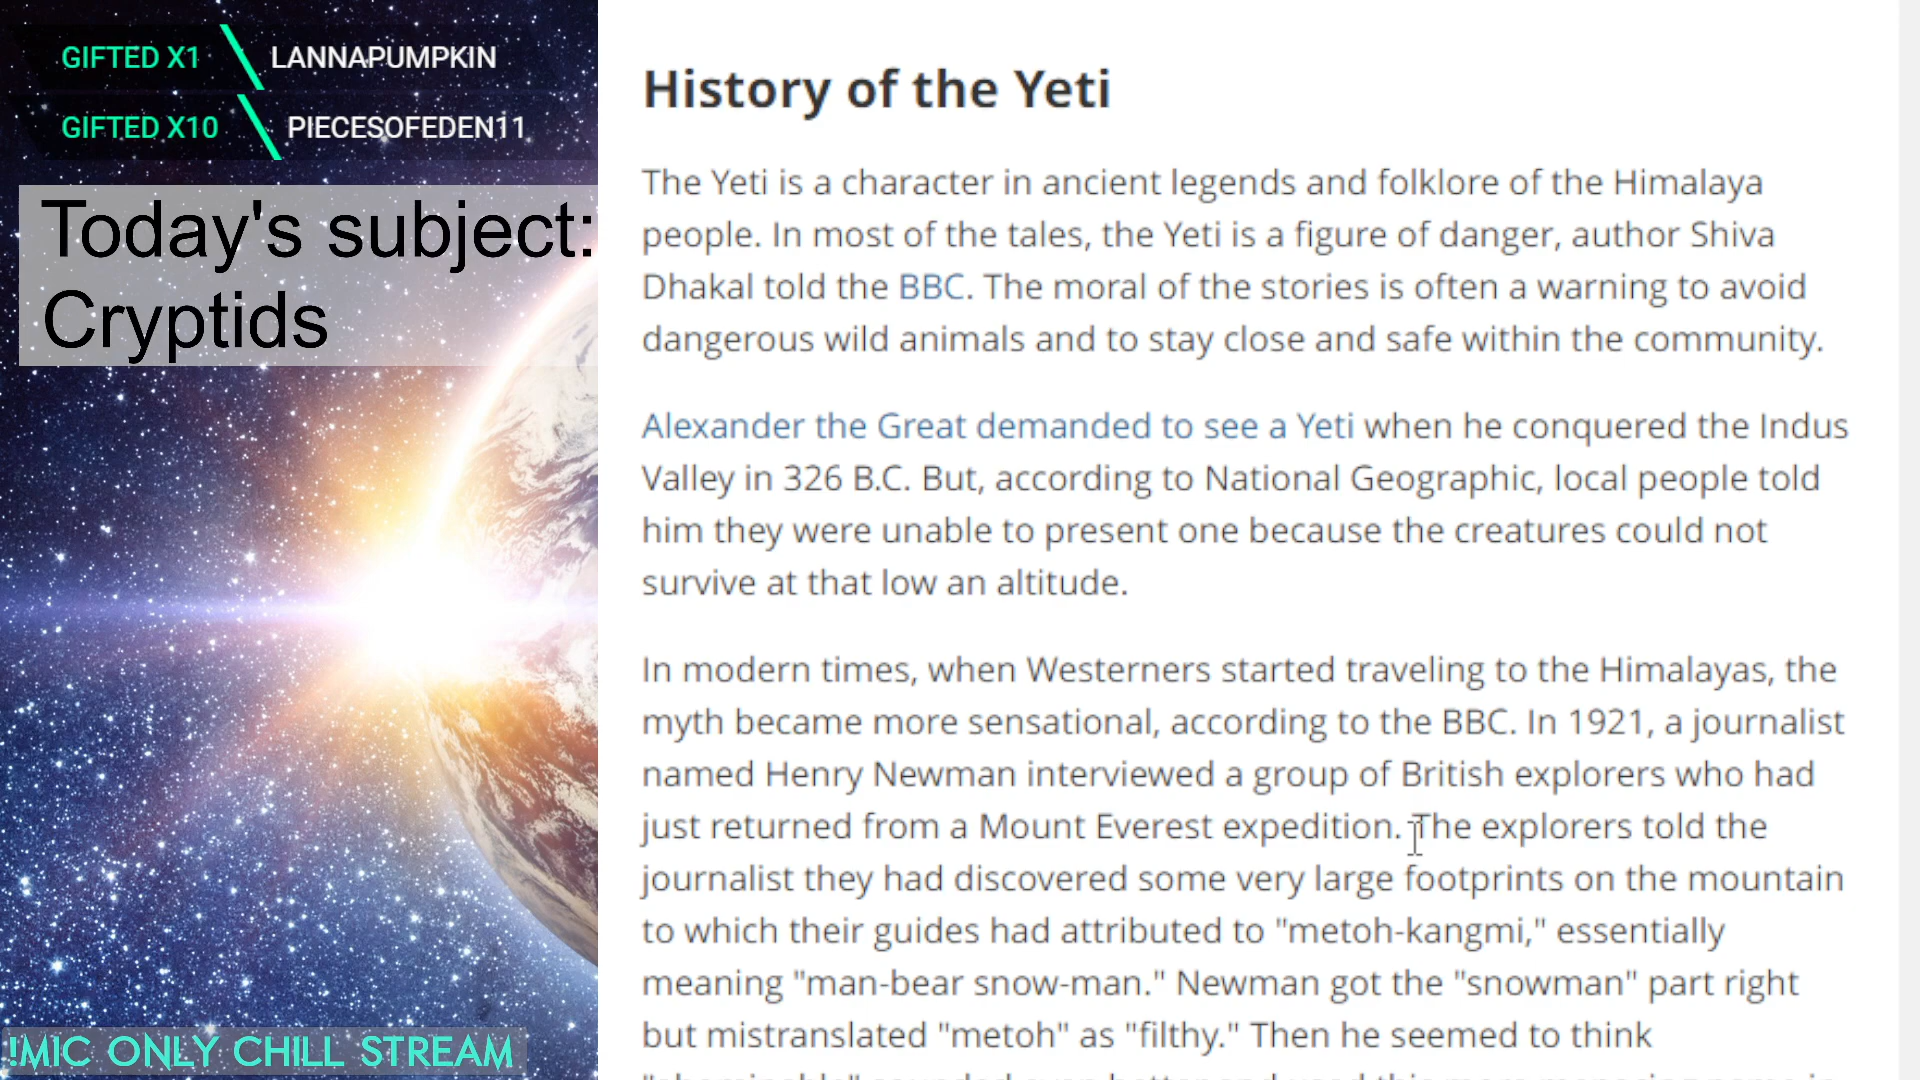 GIFTED X1 LANNAPUMPKIN
GIFTED X10 PIECESOFEDEN11
Today's subject:
Cryptids
!MIC ONLY CHILL STREAM
History of the Yeti
The Yeti is a character in ancient legends and folklore of the Himalaya
people. In most of the tales, the Yeti is a figure of danger, author Shiva
Dhakal told the BBC. The moral of the stories is often a warning to avoid
dangerous wild animals and to stay close and safe within the community.
Alexander the Great demanded to see a Yeti when he conquered the Indus
Valley in 326 B.C. But, according to National Geographic, local people told
him they were unable to present one because the creatures could not
survive at that low an altitude.
In modern times, when Westerners started traveling to the Himalayas, the
myth became more sensational, according to the BBC. In 1921, a journalist
named Henry Newman interviewed a group of British explorers who had
just returned from a Mount Everest expedition. The explorers told the
journalist they had discovered some very large footprints on the mountain
to which their guides had attributed to "metoh-kangmi," essentially
meaning "man-bear snow-man." Newman got the "snowman" part right
but mistranslated "metoh" as "filthy." Then he seemed to think